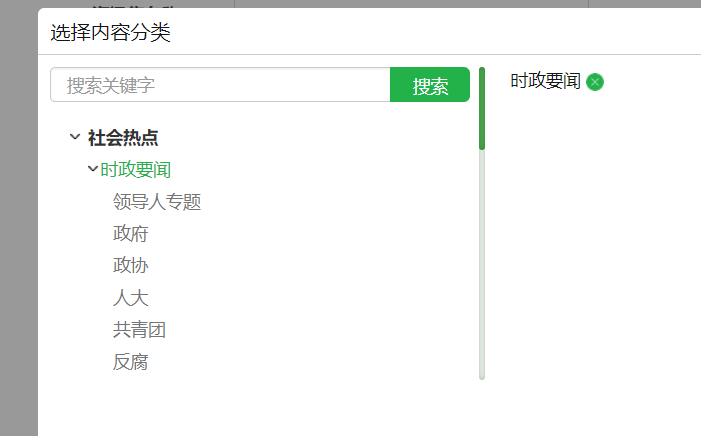 选择内容分类
搜索关键字 搜索
时政要闻
社会热点
时政要闻
领导人专题
政府
政协
人大
共青团
反腐